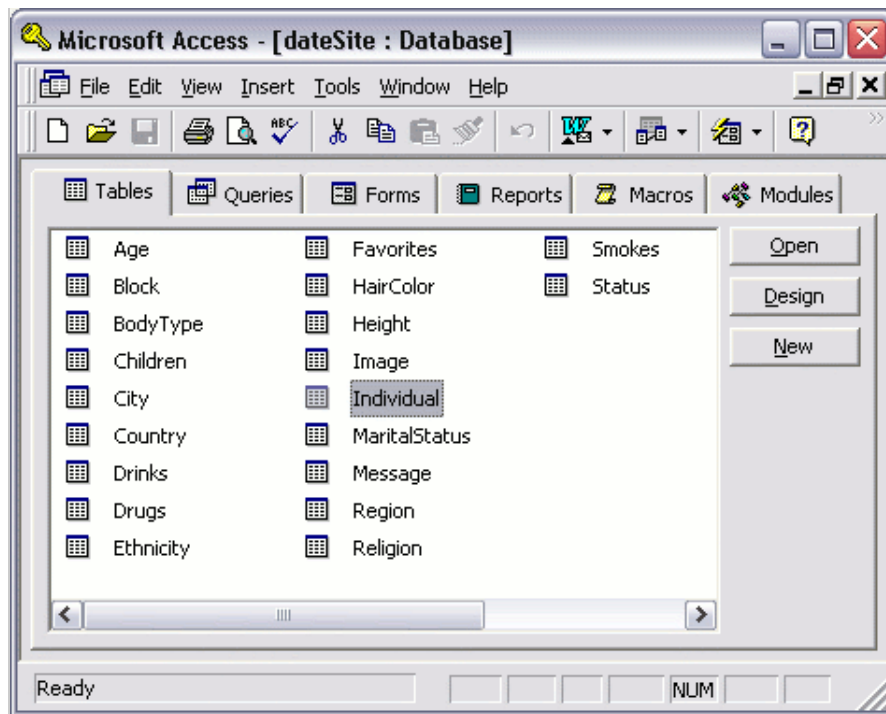 Microsoft Access - [dateSite : Database]
File Edit View Insert Tools Window Help
ABC
W
Tables Queries Forms Reports Macros Modules
Age Favorites Smokes Open
Block HairColor Status
BodyType Height Design
Children Image New
City Individual
Country MaritalStatus
Drinks Message
Drugs Region
Ethnicity Religion
Ready NUM